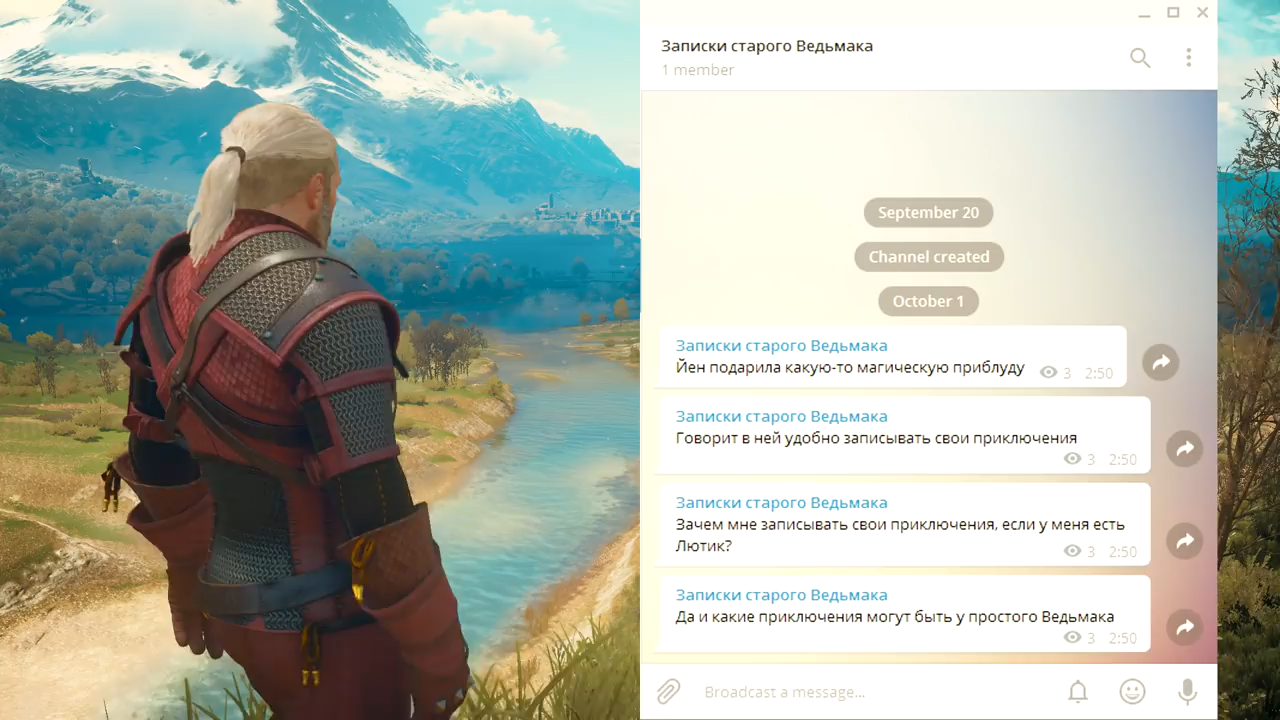 Записки старого Ведьмака
1 member
September 20
Channel created
October 1
Записки старого Ведьмака
Йен подарила какую-то магическую приблуду 3 2:50
Записки старого Ведьмака
Говорит в ней удобно записывать свои приключения
3 2:50
Записки старого Ведьмака
Зачем мне записывать свои приключения, если у меня есть
Лютик?
3 2:50
Записки старого Ведьмака
Да и какие приключения могут быть у простого Ведьмака
3 2:50
Broadcast a message...